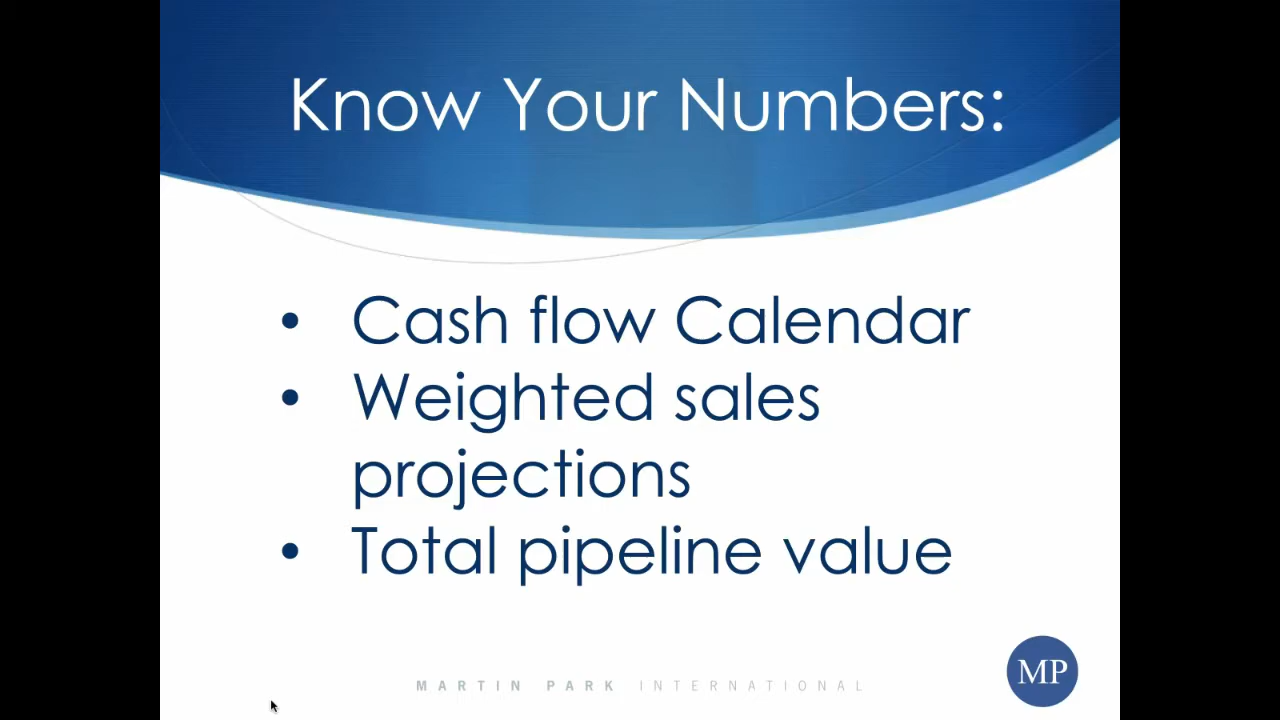 Know Your Numbers:
• Cash flow Calendar
• Weighted sales
projections
• Total pipeline value
MARTIN PARK INTERNATIONAL
MP